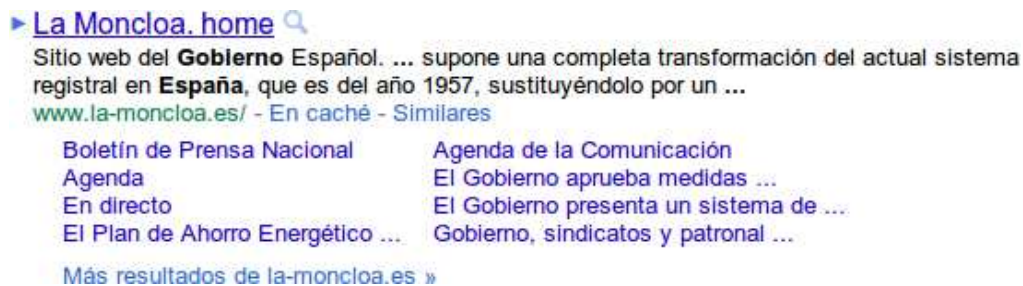 La Moncloa. home
Sitio web del Gobierno Español. ... supone una completa transformación del actual sistema
registral en España, que es del año 1957, sustituyéndolo por un ...
www.la-moncloa.es/ - En caché - Similares
Boletín de Prensa Nacional Agenda de la Comunicación
Agenda El Gobierno aprueba medidas ...
En directo El Gobierno presenta un sistema de ...
El Plan de Ahorro Energético ... Gobierno, sindicatos y patronal ...
Más resultados de la-moncloa.es »